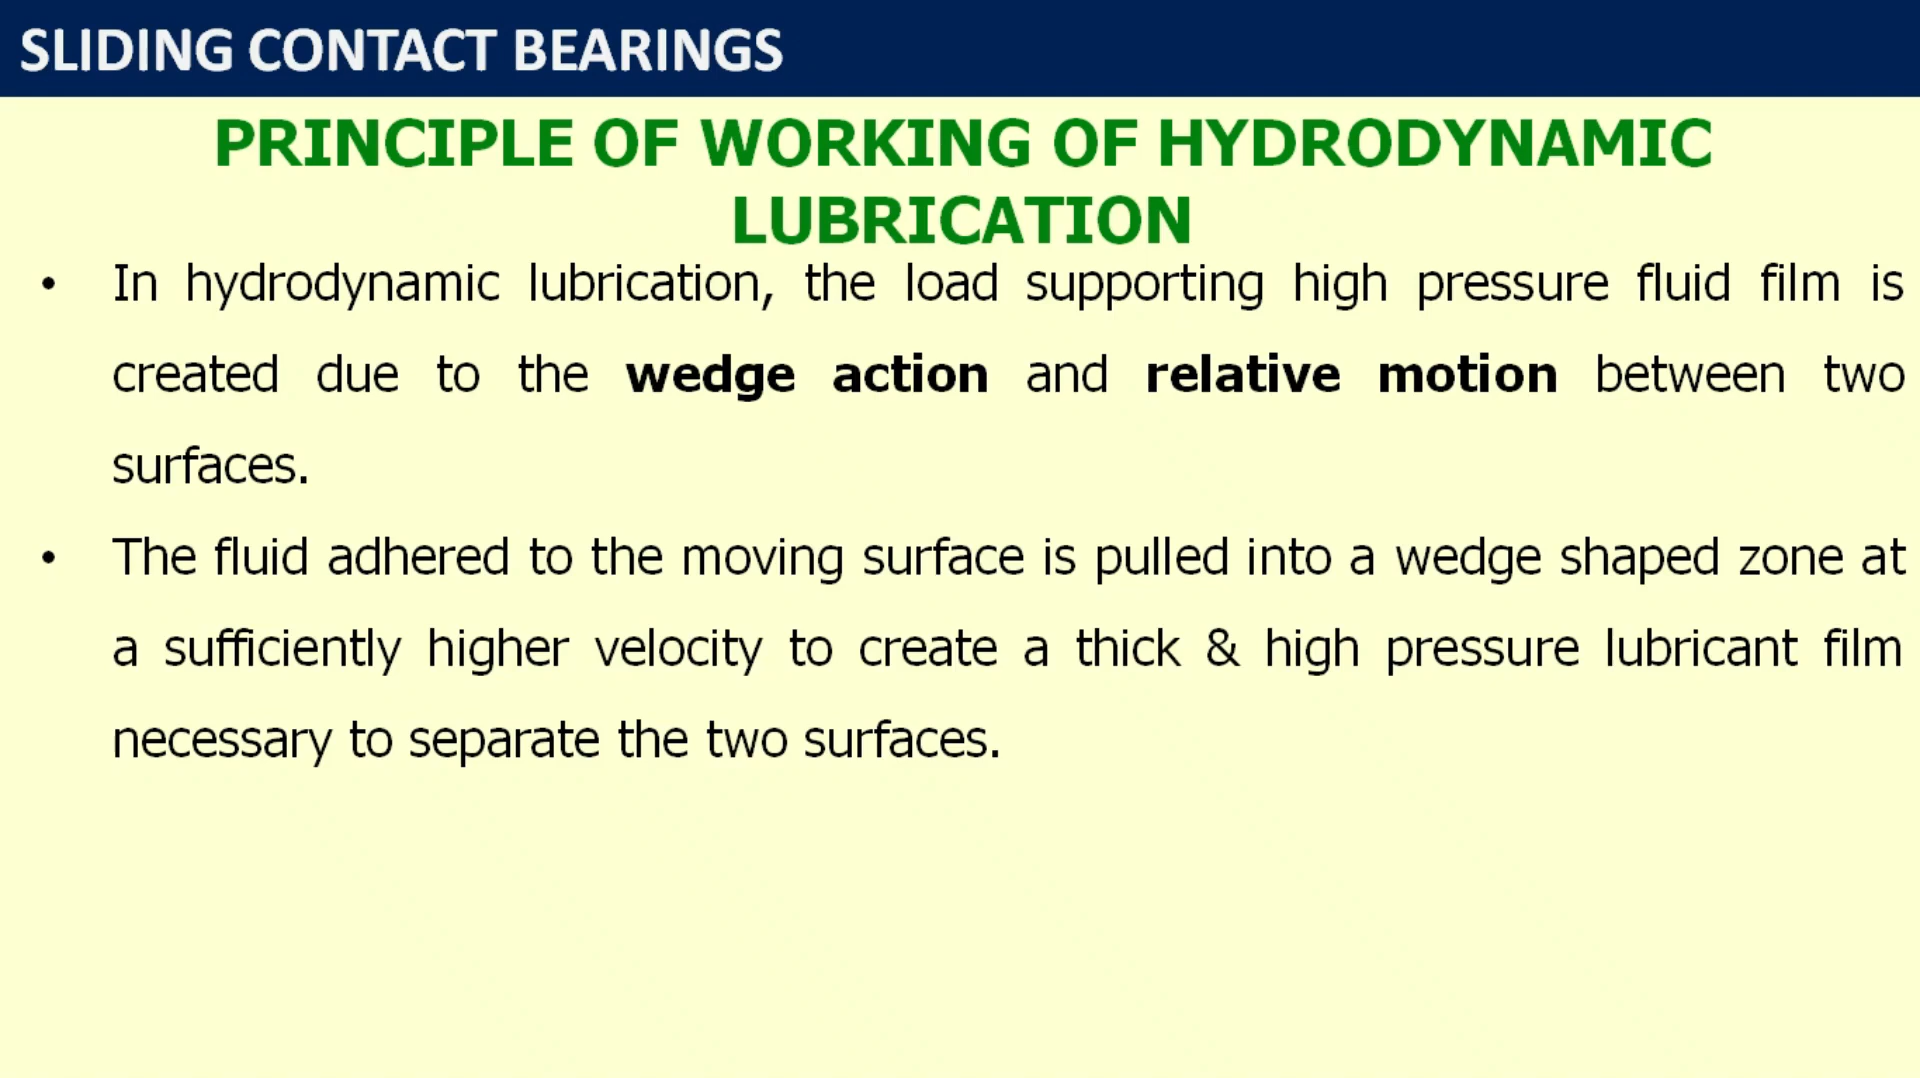 SLIDING CONTACT BEARINGS
PRINCIPLE OF WORKING OF HYDRODYNAMIC
LUBRICATION
• In hydrodynamic lubrication, the load supporting high pressure fluid film is
created due to the wedge action and relative motion between two
surfaces.
• The fluid adhered to the moving surface is pulled into a wedge shaped zone at
a sufficiently higher velocity to create a thick & high pressure lubricant film
necessary to separate the two surfaces.